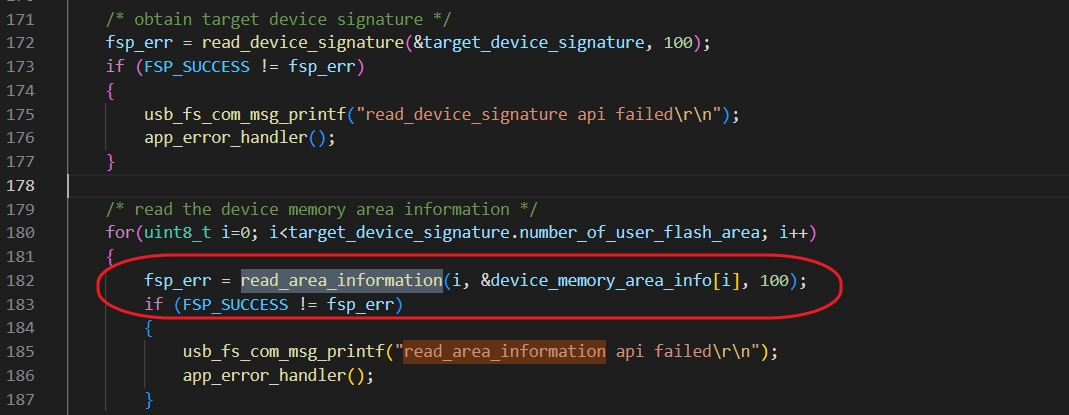 171 /* obtain target device signature */
172 fsp_err = read_device_signature(&target_device_signature, 100);
173 if (FSP_SUCCESS != fsp_err)
174 {
175 usb_fs_com_msg_printf("read_device_signature api failed\r\n");
176 app_error_handler();
177 }
178
179 /* read the device memory area information */
180 for(uint8_t i=0; i<target_device_signature.number_of_user_flash_area; i++)
181 {
182 fsp_err = read_area_information(i, &device_memory_area_info[i], 100);
183 if (FSP_SUCCESS != fsp_err)
184 {
185 usb_fs_com_msg_printf("read_area_information api failed\r\n");
186 app_error_handler();
187 }